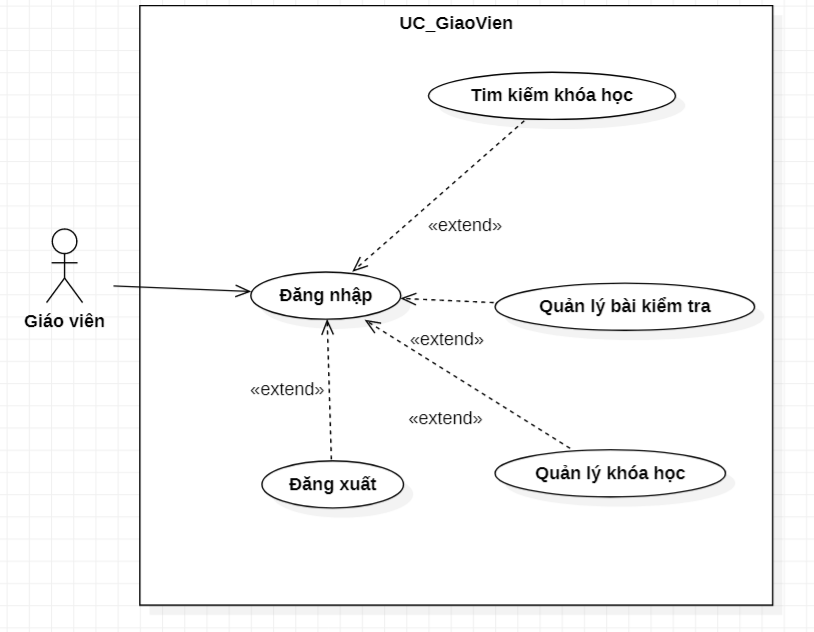 UC_GiaoVien
Tim kiếm khóa học
«extend»
Đăng nhập
Quản lý bài kiểm tra
Giáo viên
«extend»
«extend»
«extend»
Quản lý khóa học
Đăng xuất